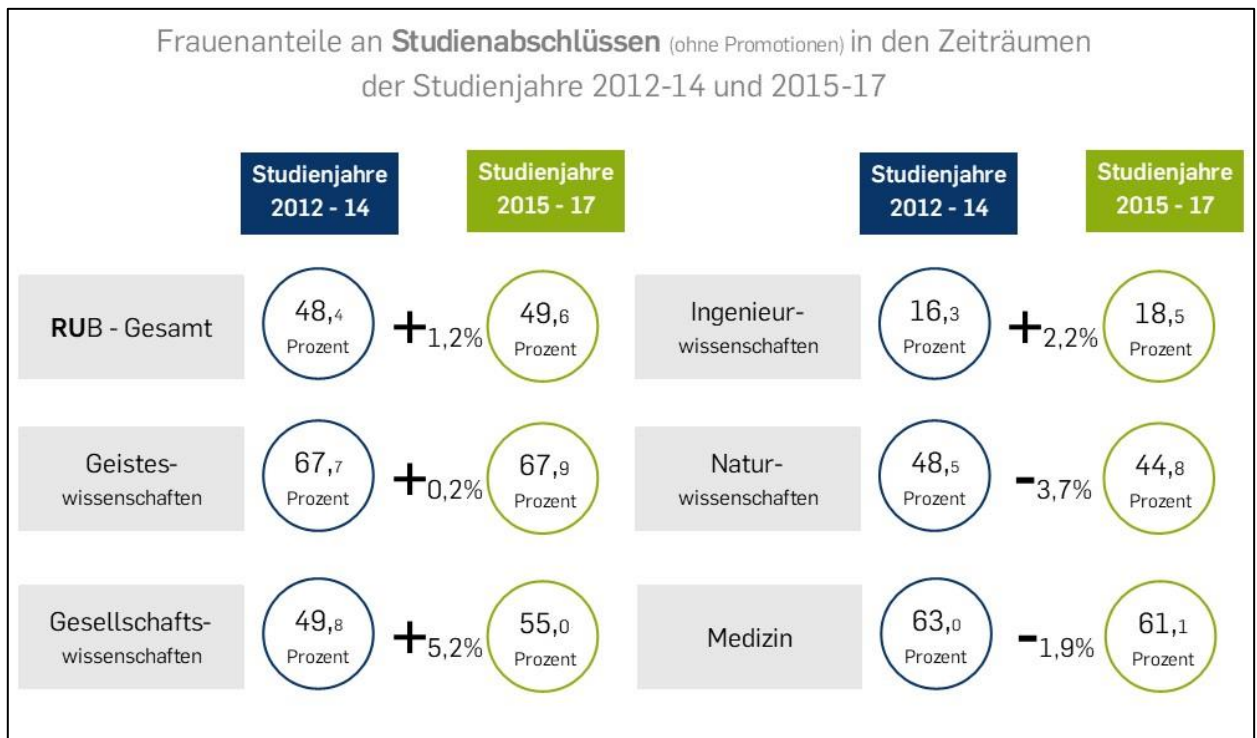 Frauenanteile an Studienabschlüssen (ohne Promotionen) in den Zeiträumen
der Studienjahre 2012-14 und 2015-17
Studienjahre
2012 - 14
Studienjahre
2015 - 17
Studienjahre
2012 - 14
Studienjahre
2015 - 17
RUB - Gesamt
48,4
Prozent
+1,2%
49,6
Prozent
Ingenieur-
wissenschaften
16,3
Prozent
+2,2%
18,5
Prozent
Geistes-
wissenschaften
67,7
Prozent
+0,2%
67,9
Prozent
Natur-
wissenschaften
48,5
Prozent
-3,7%
44,8
Prozent
Gesellschafts-
wissenschaften
49,8
Prozent
+5,2%
55,0
Prozent
Medizin
63,0
Prozent
-1,9%
61,1
Prozent